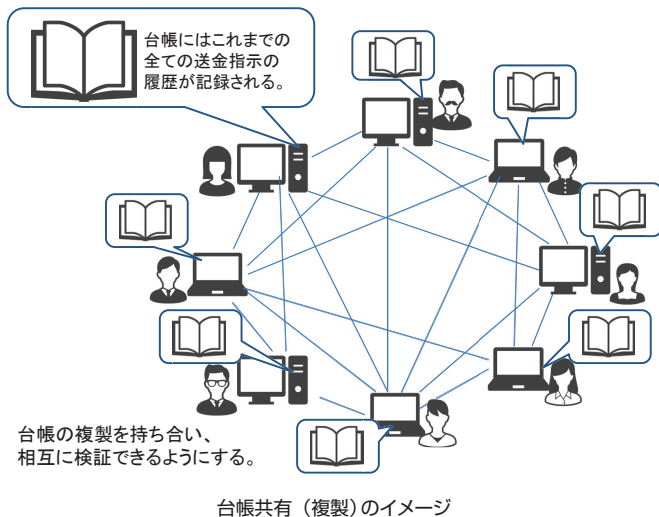 台帳にはこれまでの
全ての送金指示の
履歴が記録される。
台帳の複製を持ち合い、
相互に検証できるようにする。
台帳共有（複製）のイメージ